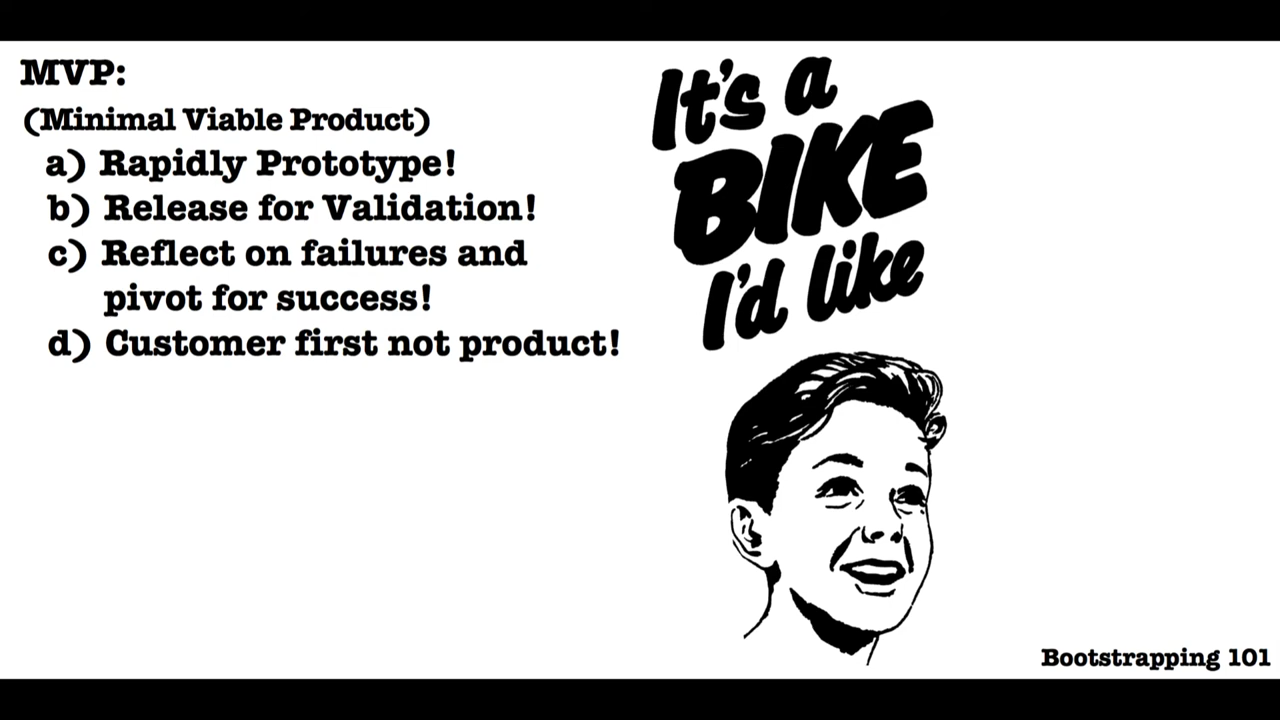 MVP:
(Minimal Viable Product)
a) Rapidly Prototype!
b) Release for Validation!
c) Reflect on failures and
pivot for success!
d) Customer first not product!
It's a
BIKE
I'd like
Bootstrapping 101